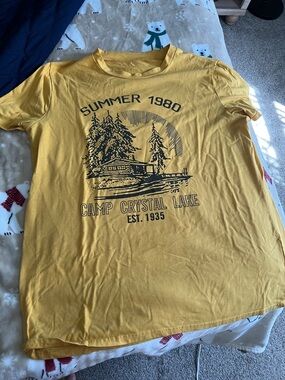 SUMMER 1980
CAMP CRYSTAL LAKE
EST. 1935